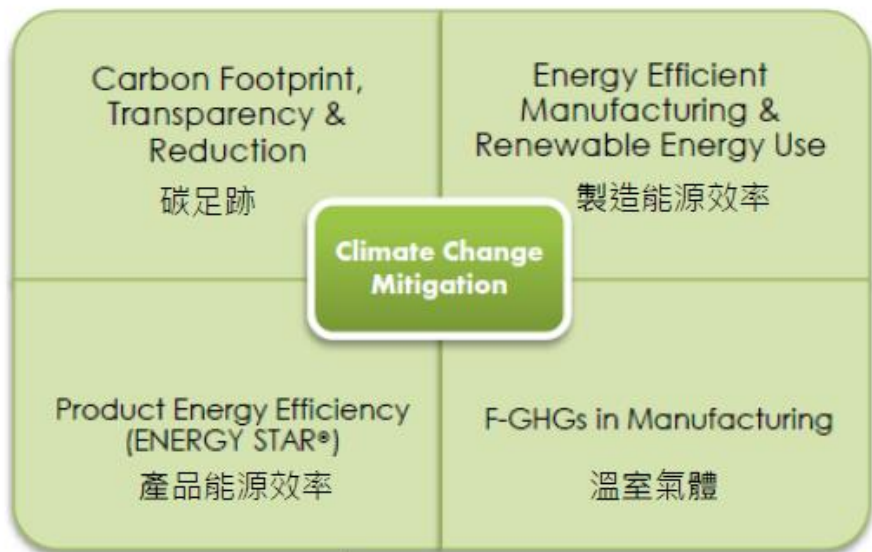 Carbon Footprint,
Transparency &
Reduction
碳足跡
Energy Efficient
Manufacturing &
Renewable Energy Use
製造能源效率
Climate Change
Mitigation
Product Energy Efficiency
(ENERGY STAR®)
產品能源效率
F-GHGs in Manufacturing
溫室氣體